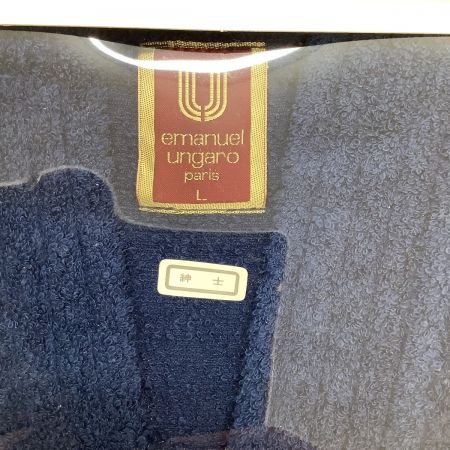 emanuel
ungaro
paris
L
紳 士